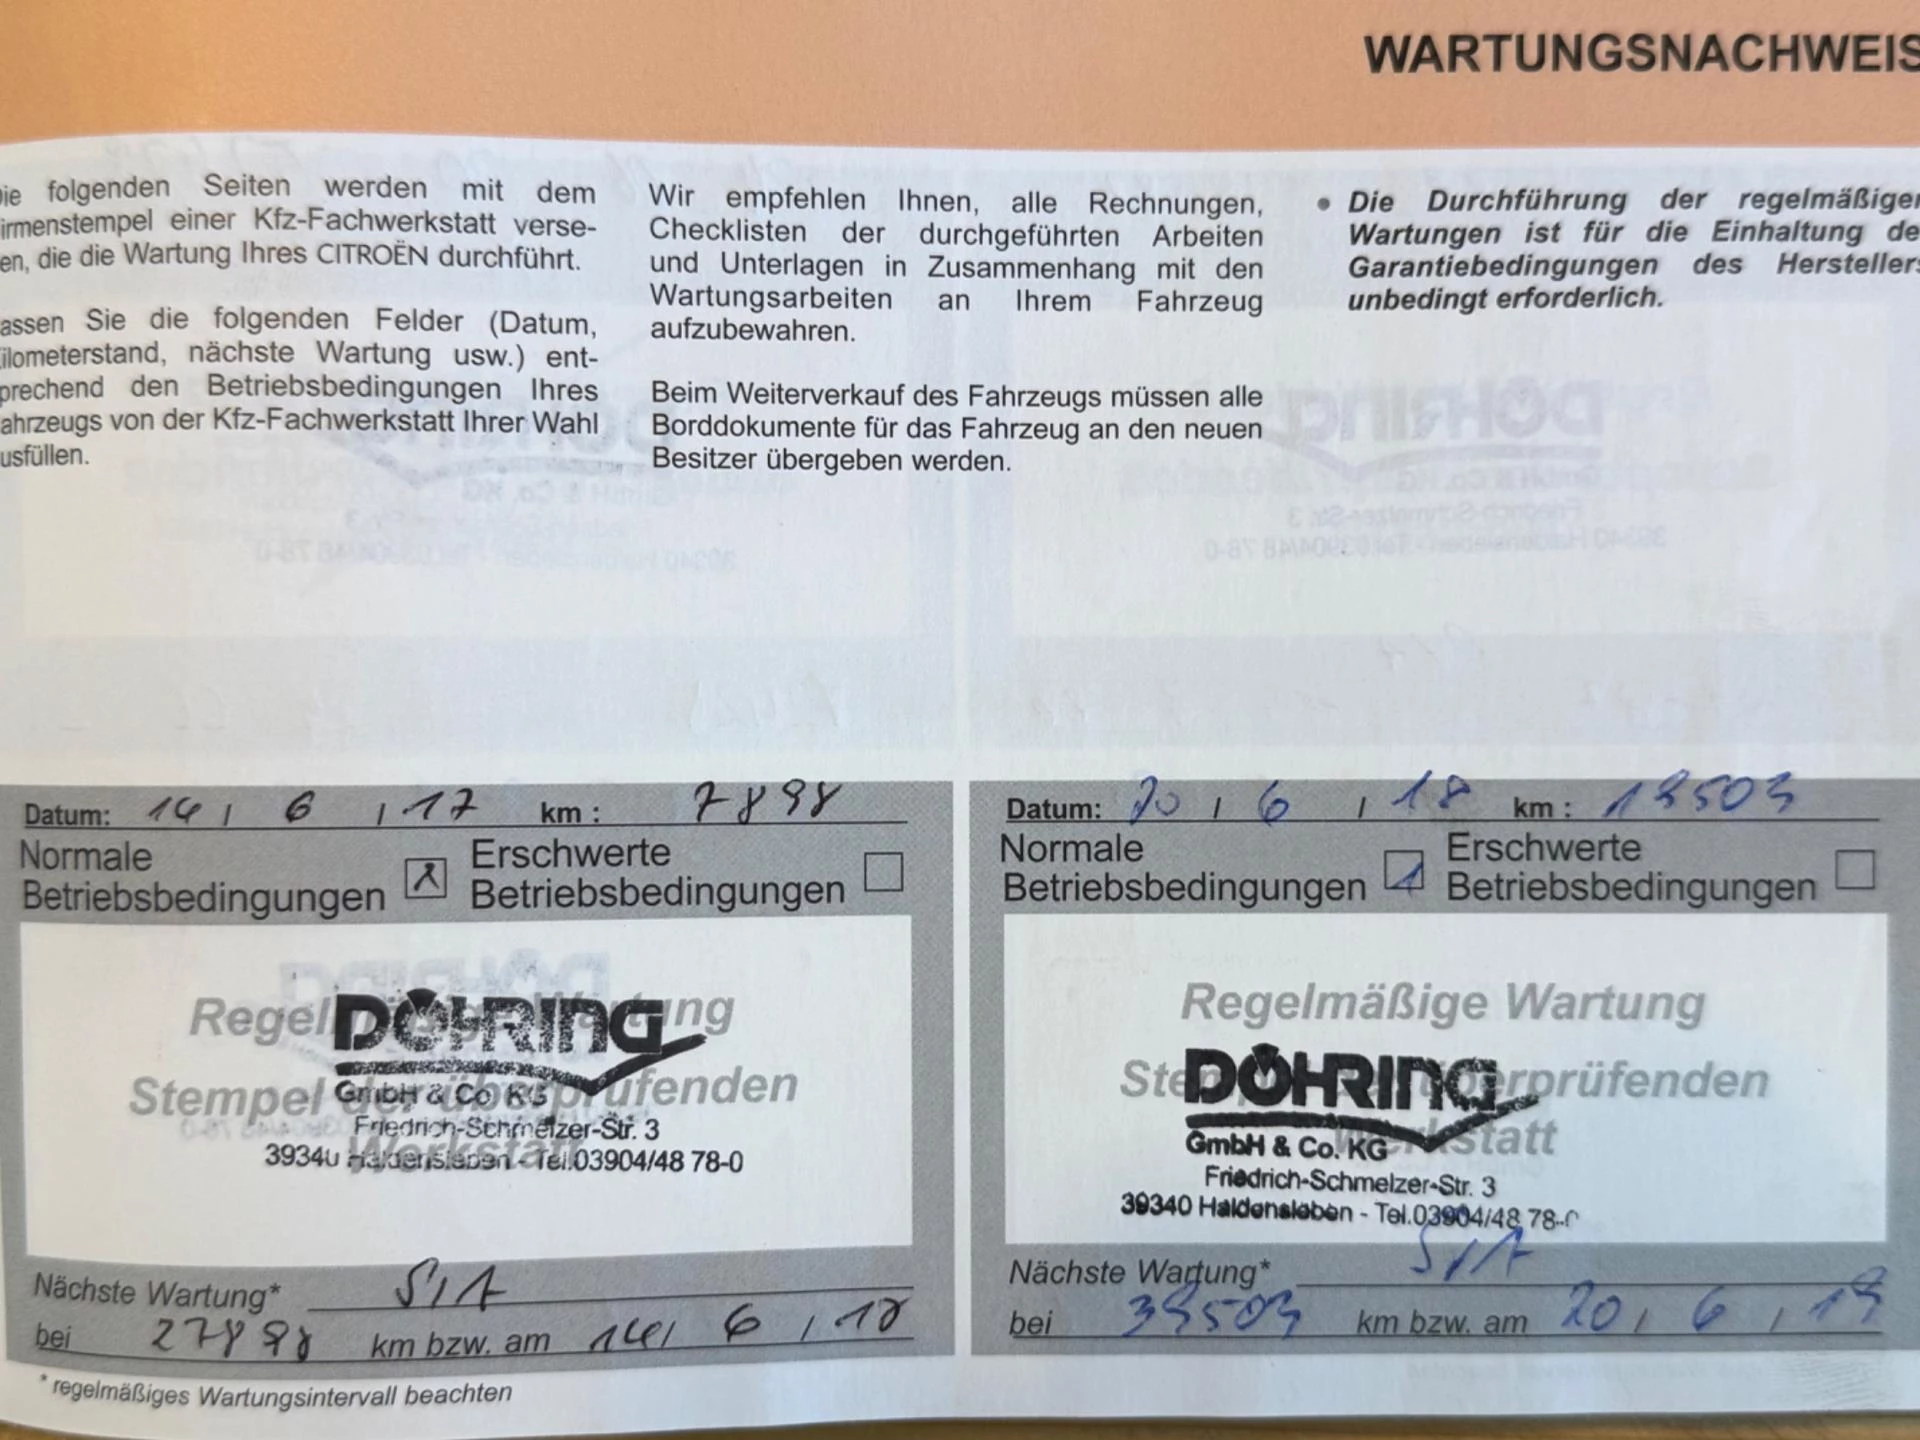 WARTUNGSNACHWEIS
ie folgenden Seiten werden mit dem
irmenstempel einer Kfz-Fachwerkstatt verse-
en, die die Wartung Ihres CITROËN durchführt.
assen Sie die folgenden Felder (Datum,
ilometerstand, nächste Wartung usw.) ent-
prechend den Betriebsbedingungen Ihres
ahrzeugs von der Kfz-Fachwerkstatt Ihrer Wahl
usfüllen.
Wir empfehlen Ihnen, alle Rechnungen,
Checklisten der durchgeführten Arbeiten
und Unterlagen in Zusammenhang mit den
Wartungsarbeiten an Ihrem Fahrzeug
aufzubewahren.
Beim Weiterverkauf des Fahrzeugs müssen alle
Borddokumente für das Fahrzeug an den neuen
Besitzer übergeben werden.
• Die Durchführung der regelmäßigen
Wartungen ist für die Einhaltung de
Garantiebedingungen des Herstellers
unbedingt erforderlich.
Datum: 14 / 6 / 17 km : 7898
Normale
Betriebsbedingungen
Erschwerte
Betriebsbedingungen
Regelmäßige Wartung
Stempel der überprüfenden
Werkstatt
DÖHRING
GmbH & Co. KG
Friedrich-Schmelzer-Str. 3
39340 Haldensleben - Tel.03904/48 78-0
Nächste Wartung*
bei 27898 km bzw. am 14 / 6 / 18
* regelmäßiges Wartungsintervall beachten
Datum: 20 / 6 / 18 km : 19503
Normale
Betriebsbedingungen
Erschwerte
Betriebsbedingungen
Regelmäßige Wartung
Stempel der überprüfenden
Werkstatt
DÖHRING
GmbH & Co. KG
Friedrich-Schmelzer-Str. 3
39340 Haldensleben - Tel.03904/48 78-0
Nächste Wartung*
bei 39503 km bzw. am 20 / 6 / 19